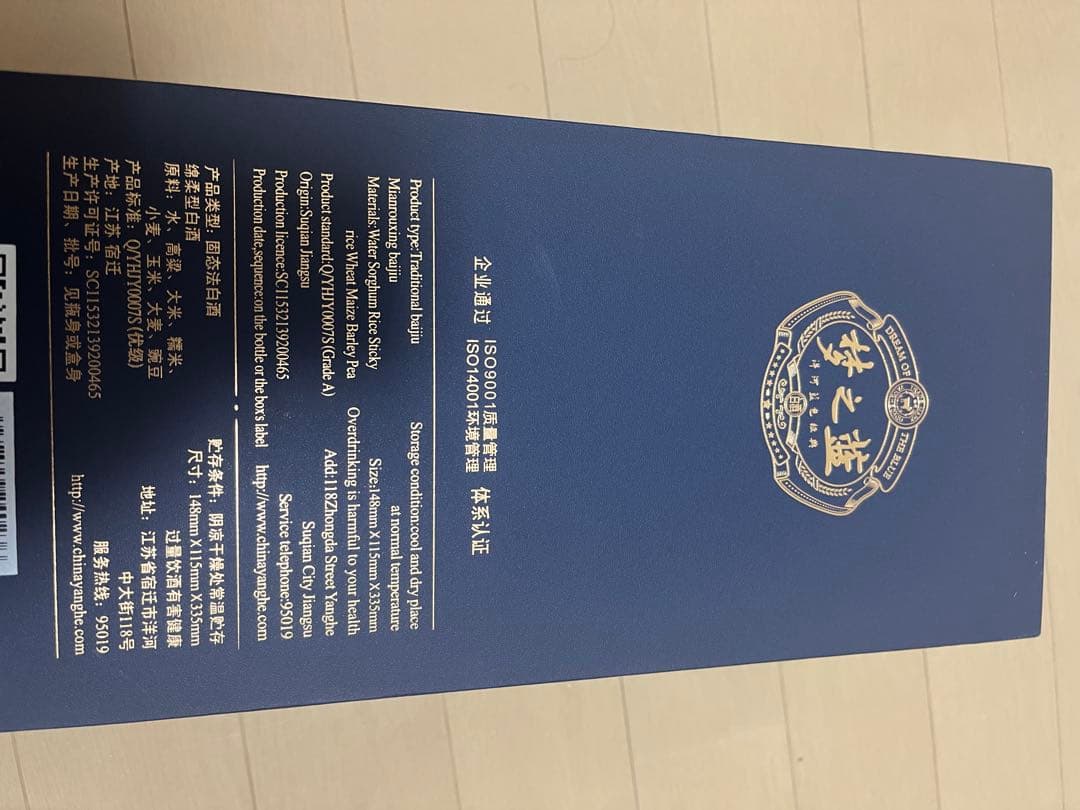 DREAM OF THE BLUE
梦之蓝
洋河蓝色经典
企业通过 ISO9001质量管理 体系认证
ISO14001环境管理
Product type:Traditional baijiu
Mianrouxing baijiu
Materials:Water Sorghum Rice Sticky
rice Wheat Maize Barley Pea
Product standard:Q/YHJY0007S(Grade A)
Origin:Suqian Jiangsu
Production licence:SC11532139200465
Production date,sequence:on the bottle or the box's label
Storage condition:cool and dry place
at normal temperature
Size:148mm X115mm X335mm
Overdrinking is harmful to your health
Add:118Zhongda Street Yanghe
Suqian City Jiangsu
Service telephone:95019
http://www.chinayanghe.com
产品类型: 固态法白酒
绵柔型白酒
原料: 水、高粱、大米、糯米、
小麦、玉米、大麦、豌豆
产品标准: Q/YHJY0007S(优级)
产地: 江苏 宿迁
生产许可证号: SC11532139200465
生产日期、批号: 见瓶身或盒身
贮存条件: 阴凉干燥处常温贮存
尺寸: 148mm X115mm X335mm
过量饮酒有害健康
地址: 江苏省宿迁市洋河
中大街118号
服务热线: 95019
http://www.chinayanghe.com